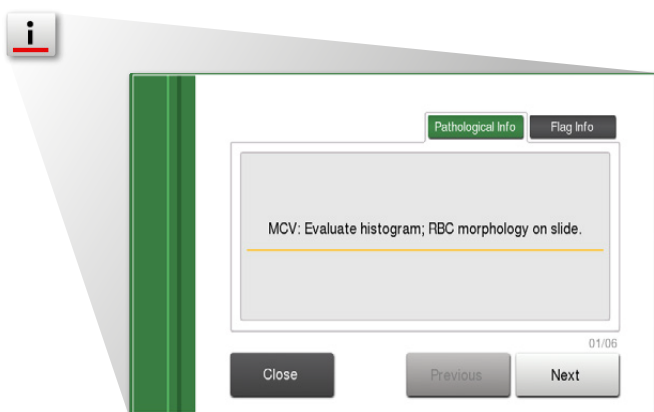 i
Pathological Info
Flag Info
MCV: Evaluate histogram; RBC morphology on slide.
01/06
Close
Previous
Next